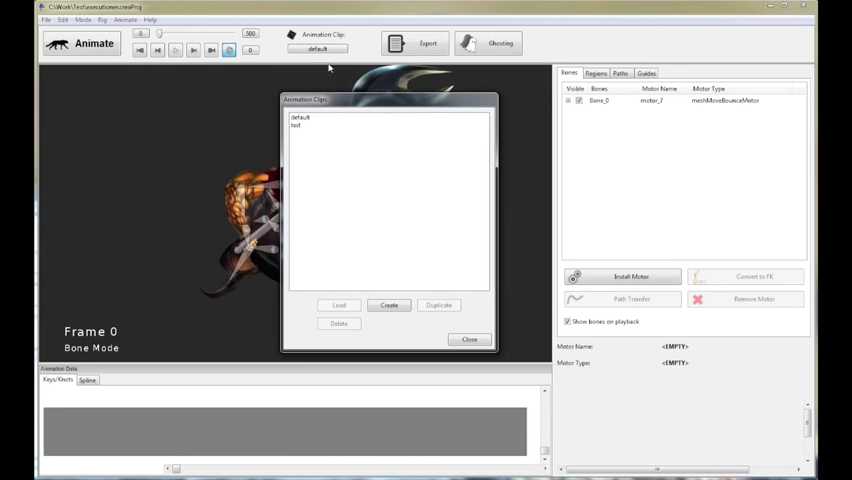 C:\Work\Test\executioner.creaProj
File Edit Mode Rig Animate Help
Animate
0
500
0
Animation Clip:
default
Export
Ghosting
Animation Clips
default
test
Load Create Duplicate
Delete
Close
Frame 0
Bone Mode
Bones Regions Paths Guides
Visible Bones Motor Name Motor Type
Bone_0 motor_7 meshMoveBounceMotor
Install Motor Convert to FK
Path Transfer Remove Motor
Show bones on playback
Motor Name: <EMPTY>
Motor Type: <EMPTY>
Animation Data
Keys/Knots Spline